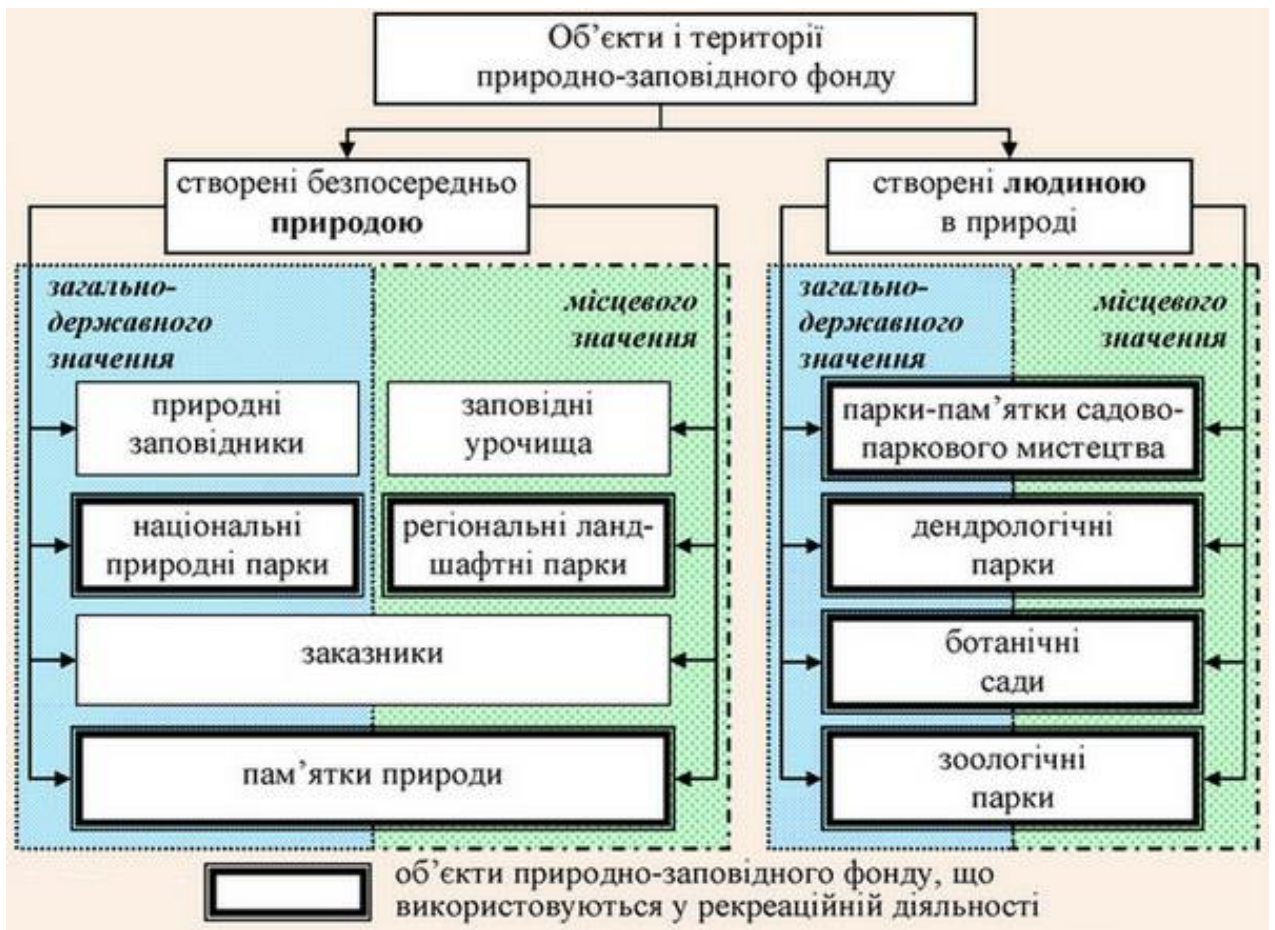 Об’єкти і території
природно-заповідного фонду
створені безпосередньо
природою
створені людиною
в природі
загально-
державного
значення
місцевого
значення
природні
заповідники
заповідні
урочища
національні
природні парки
регіональні ланд-
шафтні парки
заказники
пам’ятки природи
загально-
державного
значення
місцевого
значення
парки-пам’ятки садово-
паркового мистецтва
дендрологічні
парки
ботанічні
сади
зоологічні
парки
об’єкти природно-заповідного фонду, що
використовуються у рекреаційній діяльності